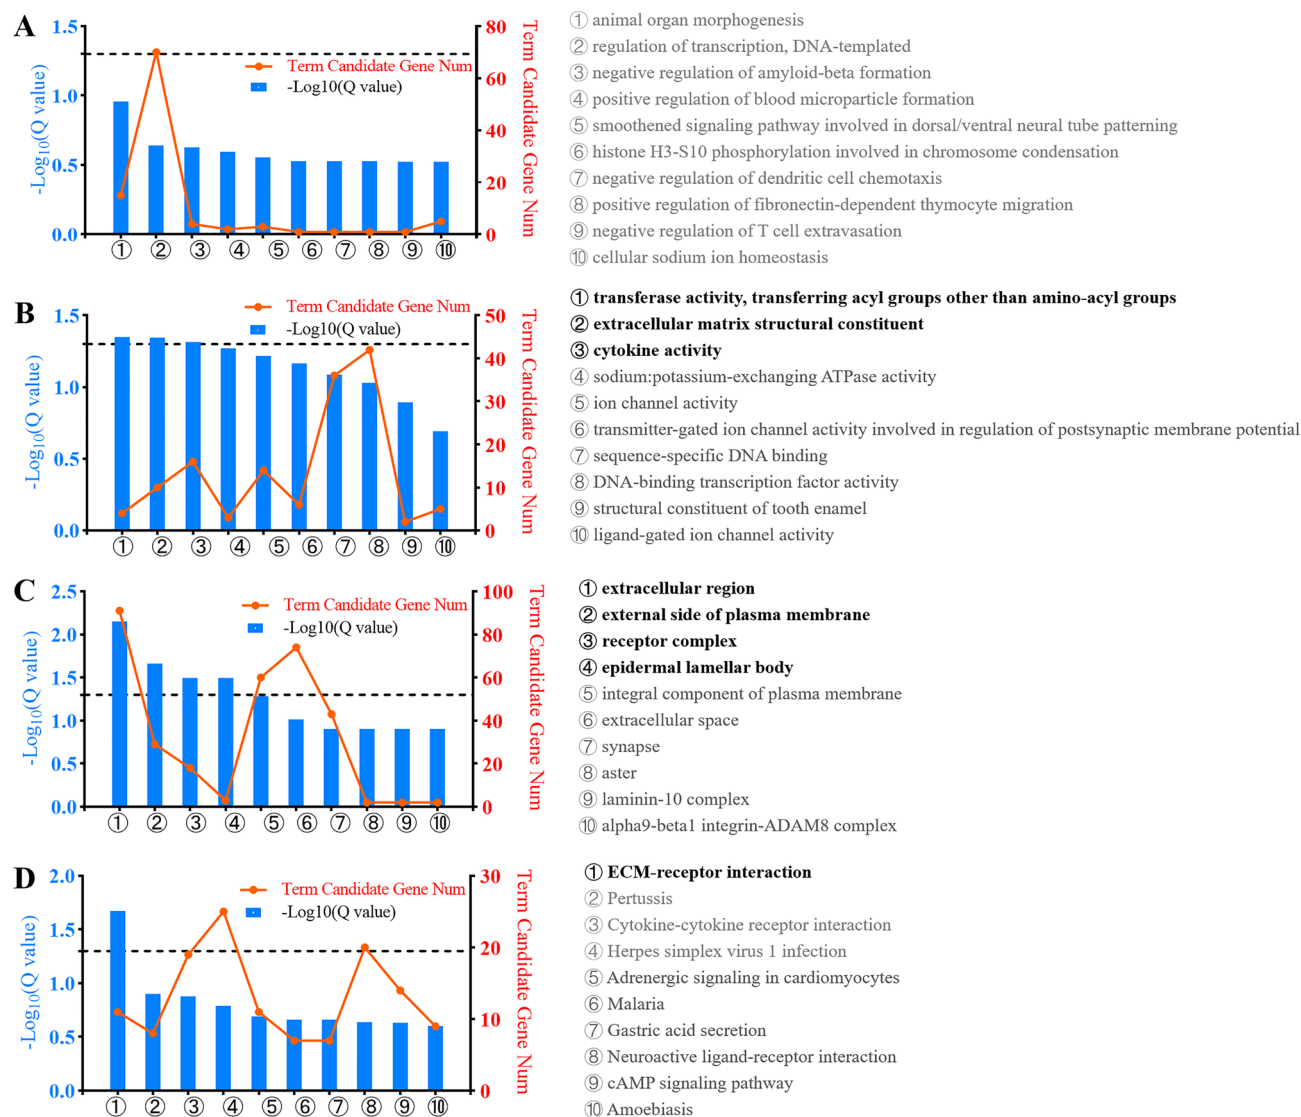 A
1.5
1.0
0.5
0.0
-Log10(Q value)
80
60
40
20
0
Term Candidate Gene Num
Term Candidate Gene Num
-Log10(Q value)
① ② ③ ④ ⑤ ⑥ ⑦ ⑧ ⑨ ⑩
① animal organ morphogenesis
② regulation of transcription, DNA-templated
③ negative regulation of amyloid-beta formation
④ positive regulation of blood microparticle formation
⑤ smoothened signaling pathway involved in dorsal/ventral neural tube patterning
⑥ histone H3-S10 phosphorylation involved in chromosome condensation
⑦ negative regulation of dendritic cell chemotaxis
⑧ positive regulation of fibronectin-dependent thymocyte migration
⑨ negative regulation of T cell extravasation
⑩ cellular sodium ion homeostasis
B
1.5
1.0
0.5
0.0
-Log10(Q value)
50
40
30
20
10
0
Term Candidate Gene Num
Term Candidate Gene Num
-Log10(Q value)
① ② ③ ④ ⑤ ⑥ ⑦ ⑧ ⑨ ⑩
① transferase activity, transferring acyl groups other than amino-acyl groups
② extracellular matrix structural constituent
③ cytokine activity
④ sodium:potassium-exchanging ATPase activity
⑤ ion channel activity
⑥ transmitter-gated ion channel activity involved in regulation of postsynaptic membrane potential
⑦ sequence-specific DNA binding
⑧ DNA-binding transcription factor activity
⑨ structural constituent of tooth enamel
⑩ ligand-gated ion channel activity
C
2.5
2.0
1.5
1.0
0.5
0.0
-Log10(Q value)
100
80
60
40
20
0
Term Candidate Gene Num
Term Candidate Gene Num
-Log10(Q value)
① ② ③ ④ ⑤ ⑥ ⑦ ⑧ ⑨ ⑩
① extracellular region
② external side of plasma membrane
③ receptor complex
④ epidermal lamellar body
⑤ integral component of plasma membrane
⑥ extracellular space
⑦ synapse
⑧ aster
⑨ laminin-10 complex
⑩ alpha9-beta1 integrin-ADAM8 complex
D
2.0
1.5
1.0
0.5
0.0
-Log10(Q value)
30
20
10
0
Term Candidate Gene Num
Term Candidate Gene Num
-Log10(Q value)
① ② ③ ④ ⑤ ⑥ ⑦ ⑧ ⑨ ⑩
① ECM-receptor interaction
② Pertussis
③ Cytokine-cytokine receptor interaction
④ Herpes simplex virus 1 infection
⑤ Adrenergic signaling in cardiomyocytes
⑥ Malaria
⑦ Gastric acid secretion
⑧ Neuroactive ligand-receptor interaction
⑨ cAMP signaling pathway
⑩ Amoebiasis